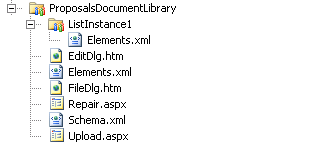 ProposalsDocumentLibrary
ListInstance1
Elements.xml
EditDlg.htm
Elements.xml
FileDlg.htm
Repair.aspx
Schema.xml
Upload.aspx